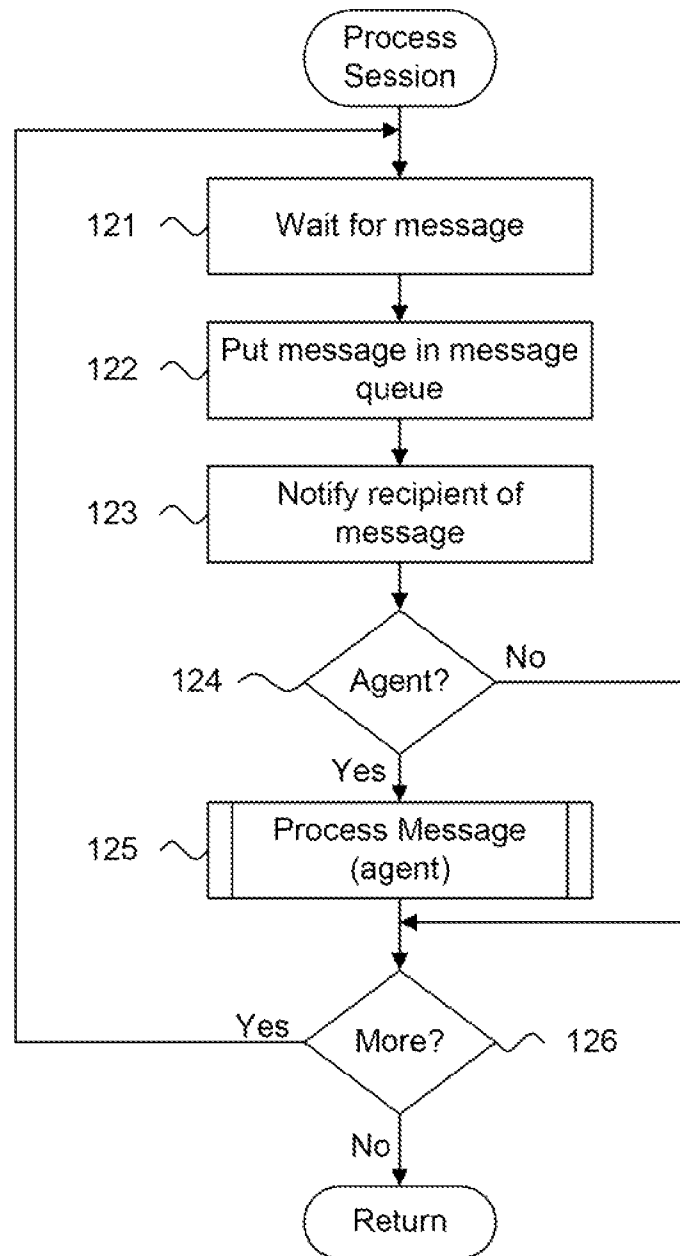 Process
Session
121
Wait for message
122
Put message in message
queue
123
Notify recipient of
message
124
Agent?
No
Yes
125
Process Message
(agent)
Yes
More?
126
No
Return